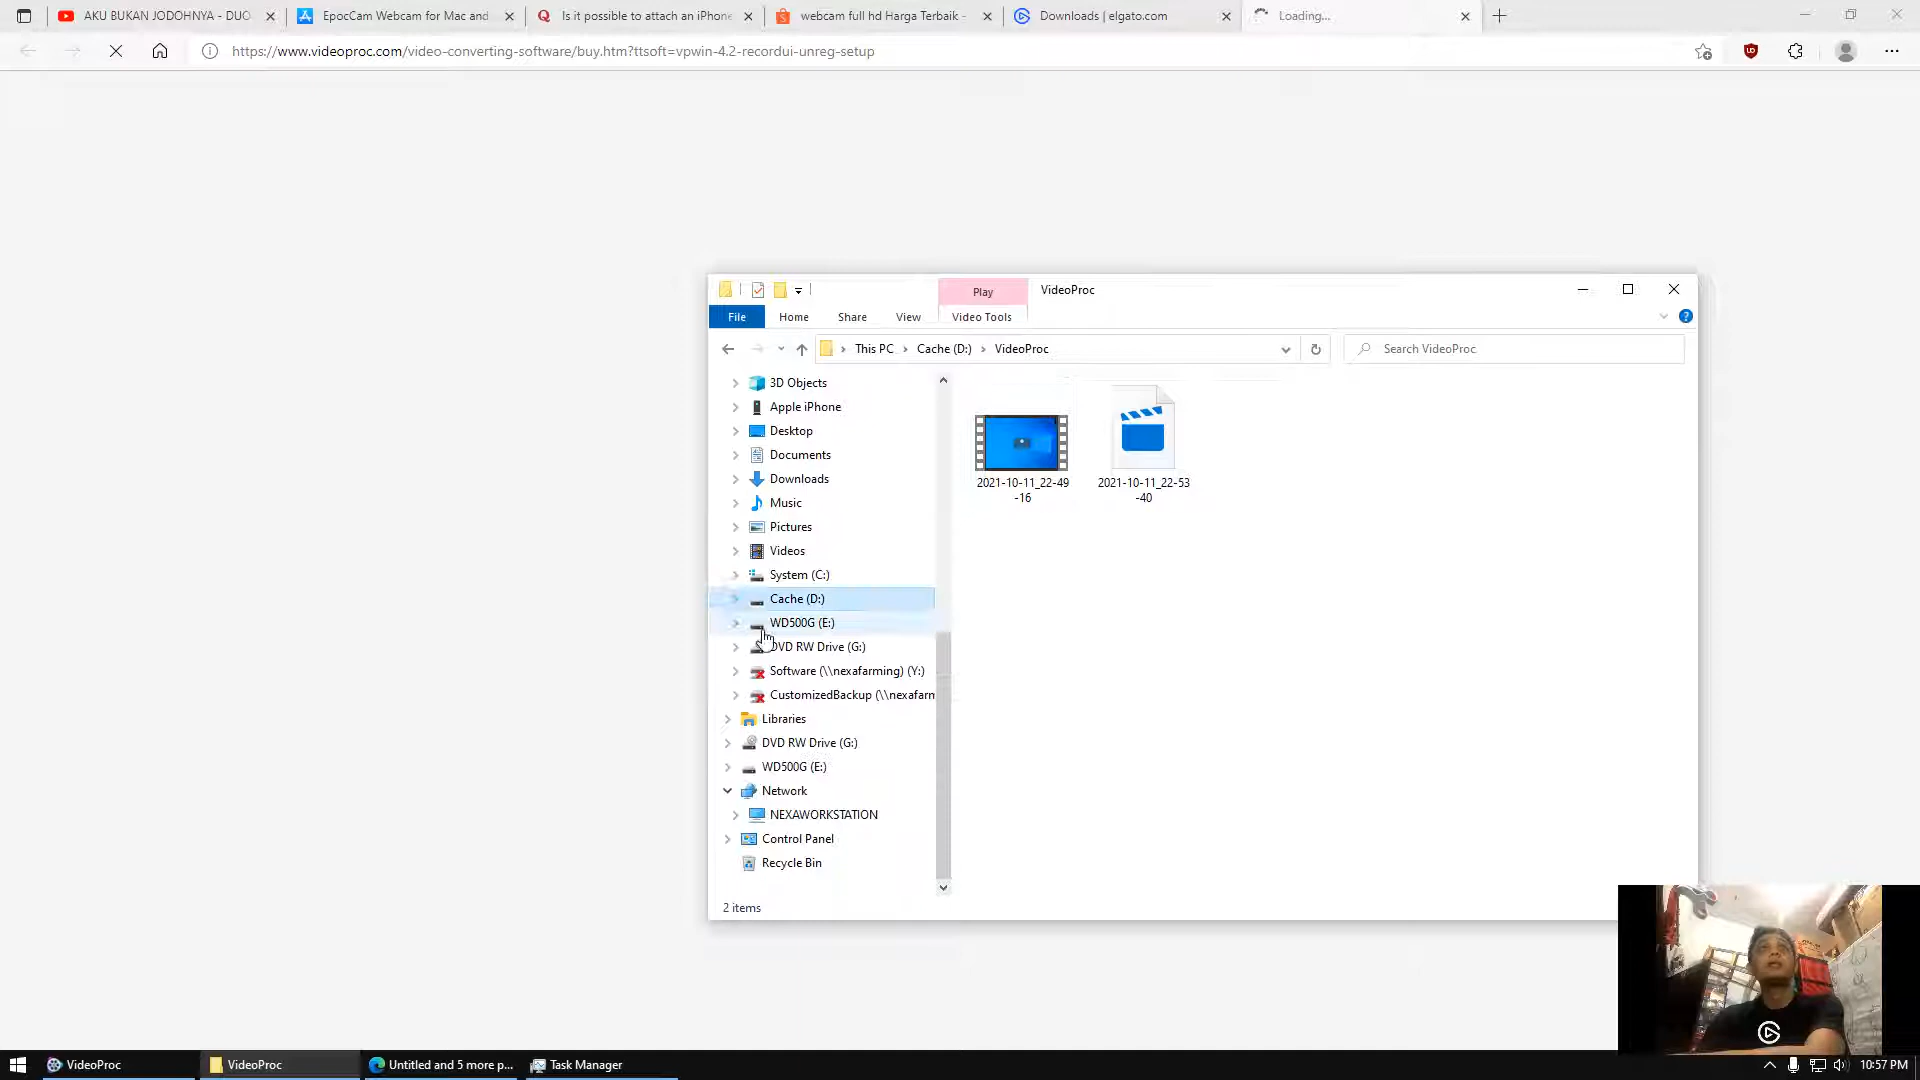 AKU BUKAN JODOHNYA - DUO
EpocCam Webcam for Mac and
Is it possible to attach an iPhone
webcam full hd Harga Terbaik -
Downloads | elgato.com
Loading...
https://www.videoproc.com/video-converting-software/buy.htm?ttsoft=vpwin-4.2-recordui-unreg-setup
Play
VideoProc
File
Home
Share
View
Video Tools
This PC
Cache (D:)
VideoProc
Search VideoProc
3D Objects
Apple iPhone
Desktop
Documents
Downloads
Music
Pictures
Videos
System (C:)
Cache (D:)
WD500G (E:)
DVD RW Drive (G:)
Software (\\nexafarming) (Y:)
CustomizedBackup (\\nexafarm
Libraries
DVD RW Drive (G:)
WD500G (E:)
Network
NEXAWORKSTATION
Control Panel
Recycle Bin
2021-10-11_22-49
-16
2021-10-11_22-53
-40
2 items
VideoProc
VideoProc
Untitled and 5 more p...
Task Manager
10:57 PM